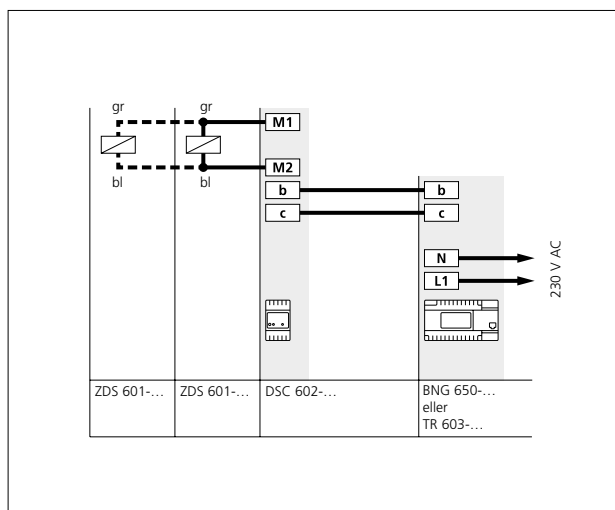 gr gr
M1
M2
bl bl
b b
c c
N
L1
230 V AC
ZDS 601-… ZDS 601-… DSC 602-… BNG 650-…
eller
TR 603-…